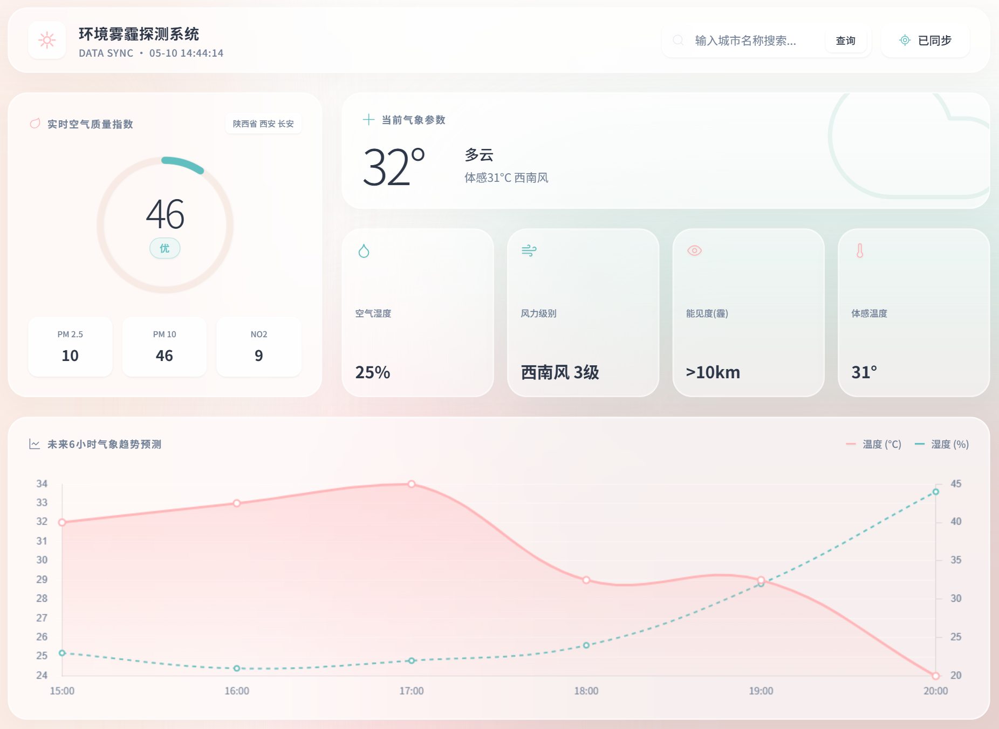 环境雾霾探测系统
DATA SYNC • 05-10 14:44:14
输入城市名称搜索...
查询
已同步
实时空气质量指数
陕西省 西安 长安
46
优
PM 2.5
10
PM 10
46
NO2
9
当前气象参数
32°
多云
体感31°C 西南风
空气湿度
25%
风力级别
西南风 3级
能见度(霾)
>10km
体感温度
31°
未来6小时气象趋势预测
温度 (°C)
湿度 (%)
34
33
32
31
30
29
28
27
26
25
24
45
40
35
30
25
20
15:00
16:00
17:00
18:00
19:00
20:00